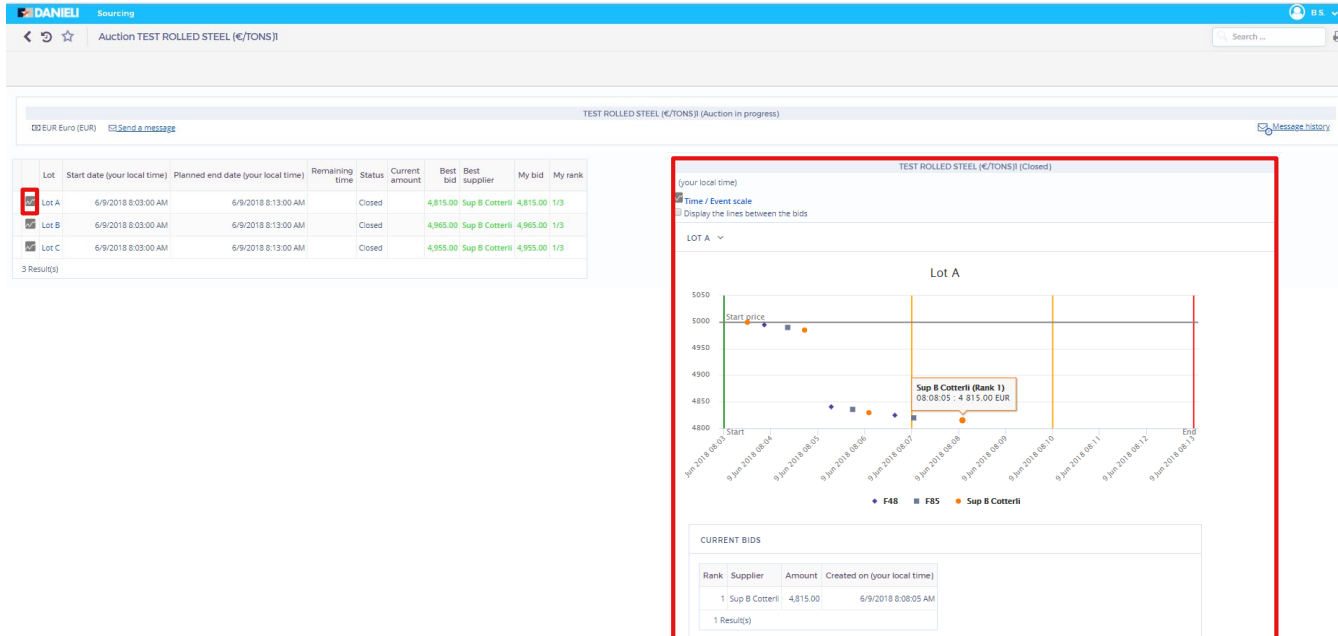 DANIELI Sourcing B S.
Auction TEST ROLLED STEEL (€/TONS)1 Search ...
TEST ROLLED STEEL (€/TONS)1 (Auction in progress)
EUR Euro (EUR) Send a message Message history
Lot Start date (your local time) Planned end date (your local time) Remaining time Status Current amount Best bid Best supplier My bid My rank
Lot A 6/9/2018 8:03:00 AM 6/9/2018 8:13:00 AM Closed 4,815.00 Sup B Cotterli 4,815.00 1/3
Lot B 6/9/2018 8:03:00 AM 6/9/2018 8:13:00 AM Closed 4,965.00 Sup B Cotterli 4,965.00 1/3
Lot C 6/9/2018 8:03:00 AM 6/9/2018 8:13:00 AM Closed 4,955.00 Sup B Cotterli 4,955.00 1/3
3 Result(s)
TEST ROLLED STEEL (€/TONS)1 (Closed)
(your local time)
Time / Event scale
Display the lines between the bids
LOT A
Lot A
5050
5000 Start price
4950
4900
Sup B Cotterli (Rank 1)
08:08:05 : 4 815.00 EUR
4850
4800 Start End
Jun 2018 08:03 9 Jun 2018 08:04 9 Jun 2018 08:05 9 Jun 2018 08:06 9 Jun 2018 08:07 9 Jun 2018 08:08 9 Jun 2018 08:09 9 Jun 2018 08:10 9 Jun 2018 08:11 9 Jun 2018 08:12 9 Jun 2018 08:13
F48 F85 Sup B Cotterli
CURRENT BIDS
Rank Supplier Amount Created on (your local time)
1 Sup B Cotterli 4,815.00 6/9/2018 8:08:05 AM
1 Result(s)